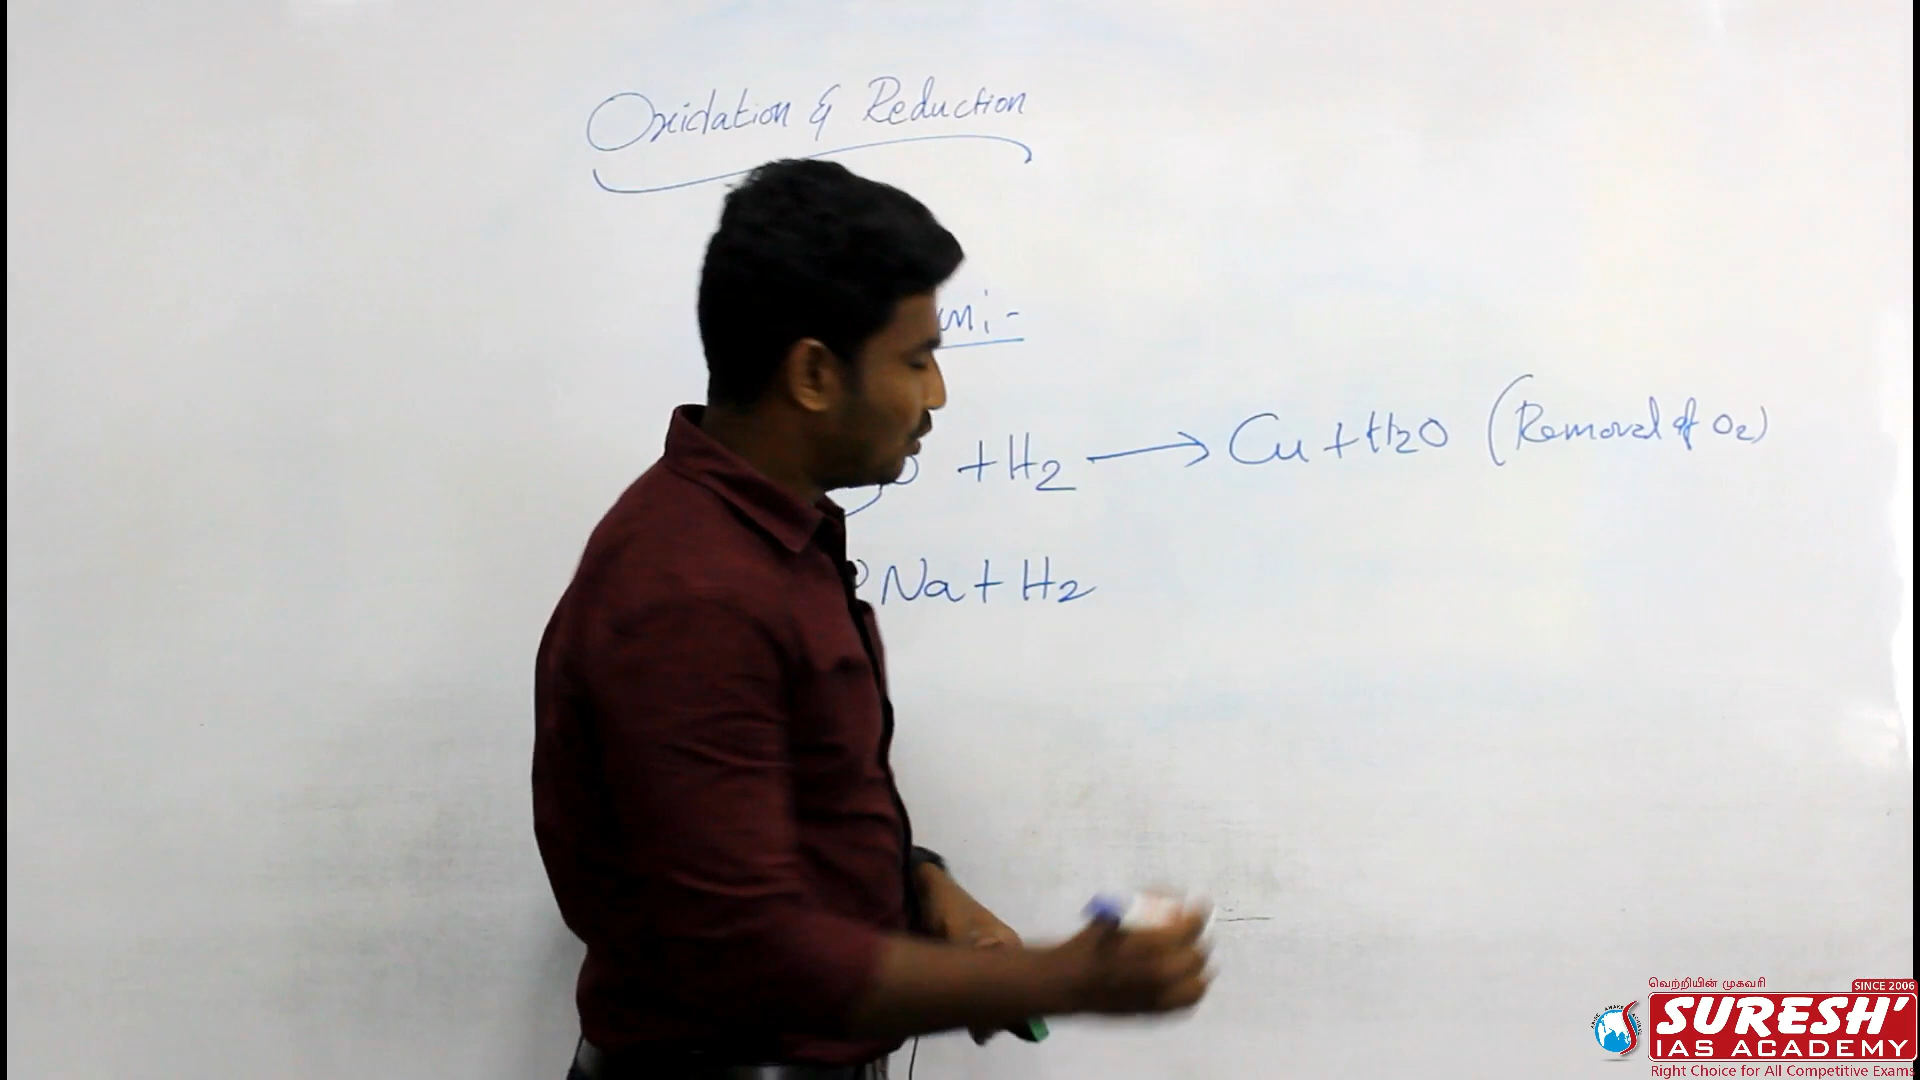 Oxidation & Reduction
+ H2 → Cu + H2O (Removal of O2)
Na + H2
வெற்றியின் முகவரி
SINCE 2006
SURESH'
IAS ACADEMY
Right Choice for All Competitive Exams